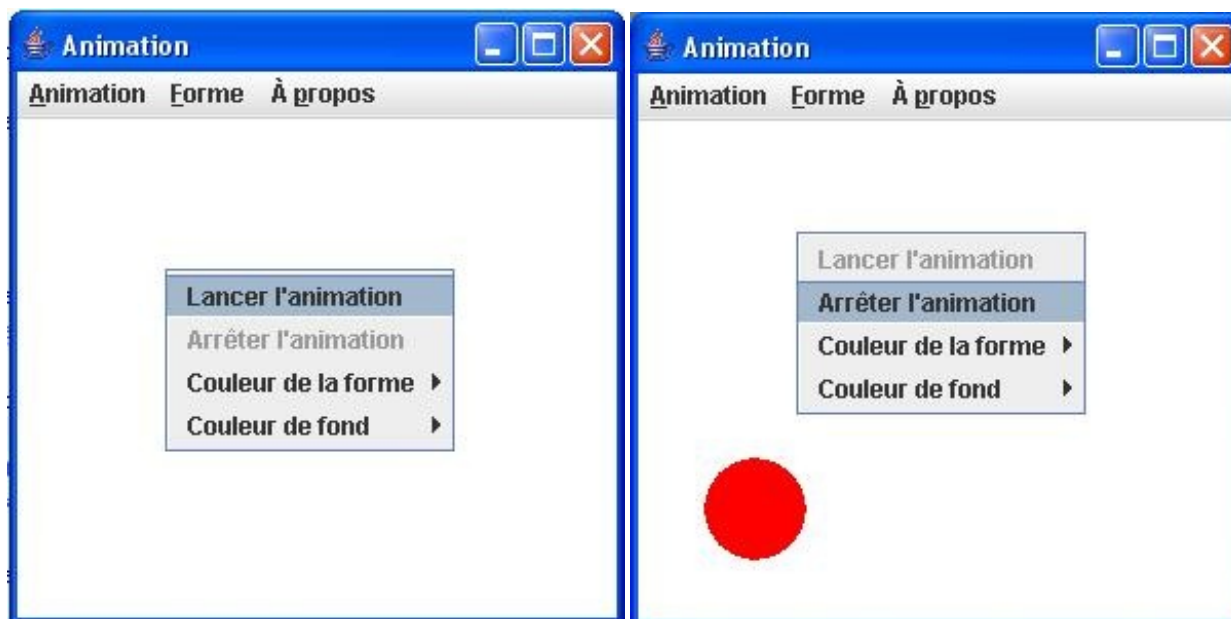 Animation
Animation Forme À propos
Lancer l'animation
Arrêter l'animation
Couleur de la forme
Couleur de fond
Animation
Animation Forme À propos
Lancer l'animation
Arrêter l'animation
Couleur de la forme
Couleur de fond